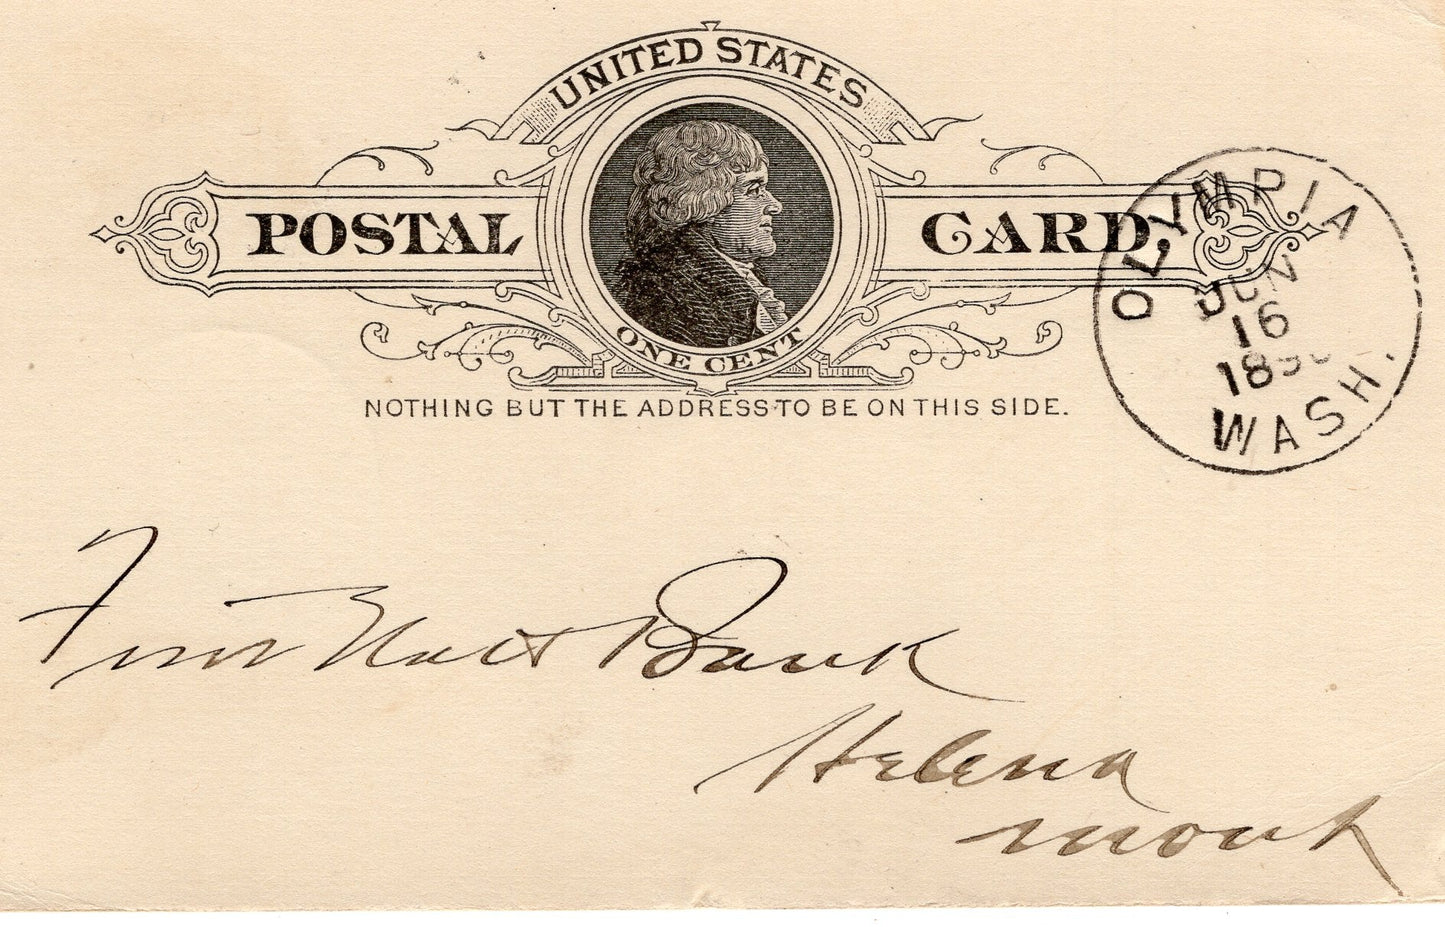 UNITED STATES
POSTAL CARD.
ONE CENT
NOTHING BUT THE ADDRESS TO BE ON THIS SIDE.
OLYMPIA
JUN
16
1890
WASH.
First Natl Bank
Helena
Mont